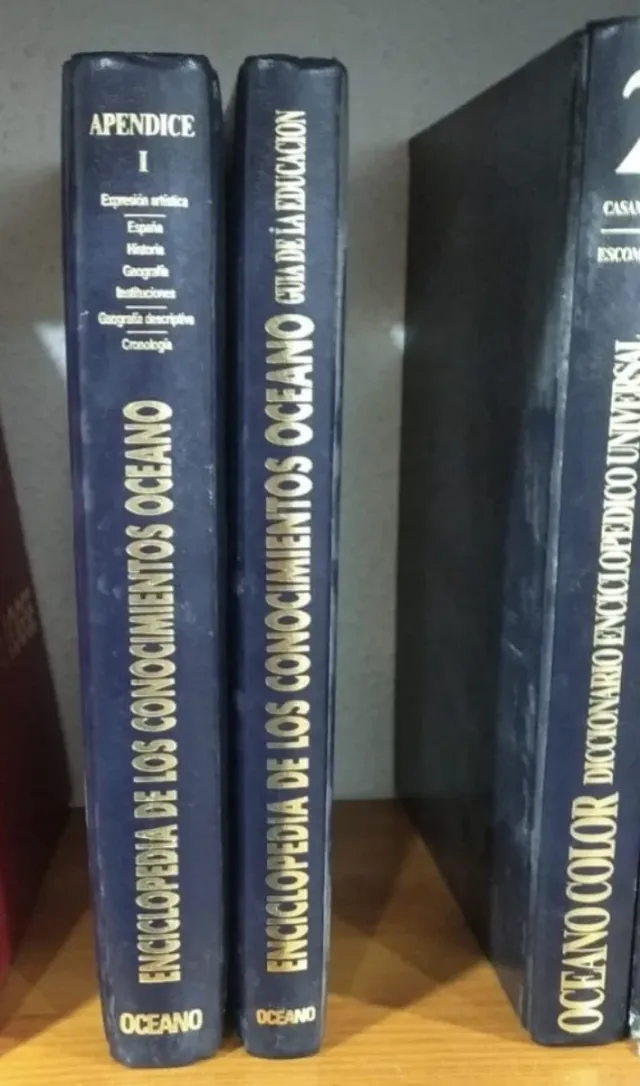 APENDICE
I
Expresión artística
España
Historia
Geografía
Instituciones
Geografía descriptiva
Cronología
ENCICLOPEDIA DE LOS CONOCIMIENTOS OCEANO
OCEANO
ENCICLOPEDIA DE LOS CONOCIMIENTOS OCEANO GUIA DE LA EDUCACION
OCEANO
2
OCEANO COLOR DICCIONARIO ENCICLOPEDICO UNIVERSAL